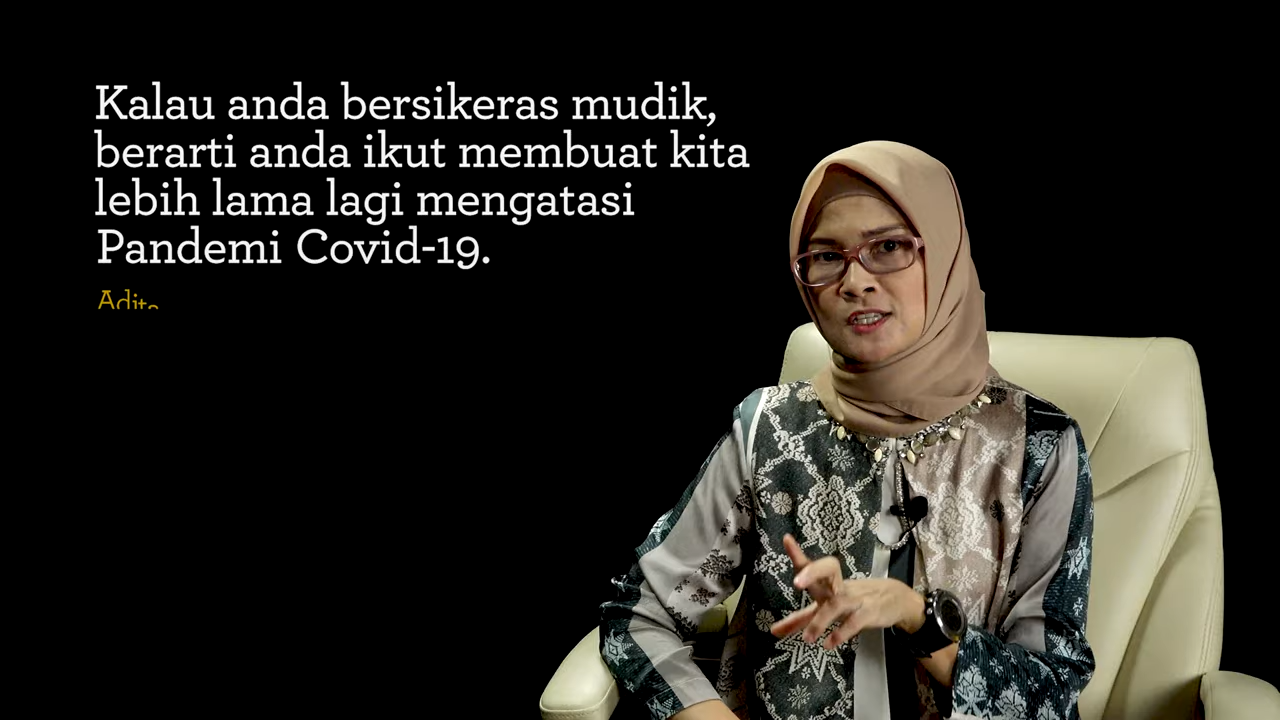 Kalau anda bersikeras mudik,
berarti anda ikut membuat kita
lebih lama lagi mengatasi
Pandemi Covid-19.